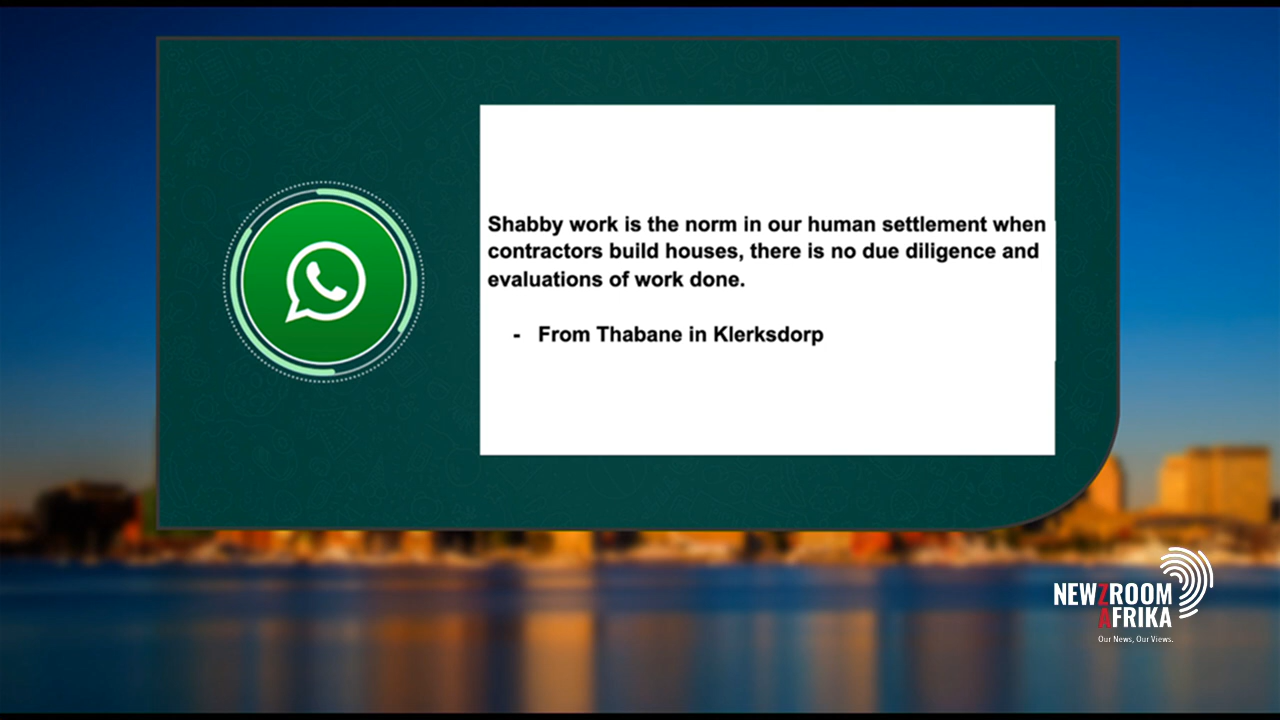 Shabby work is the norm in our human settlement when
contractors build houses, there is no due diligence and
evaluations of work done.
- From Thabane in Klerksdorp
NEWZROOM
AFRIKA
Our News, Our Views.